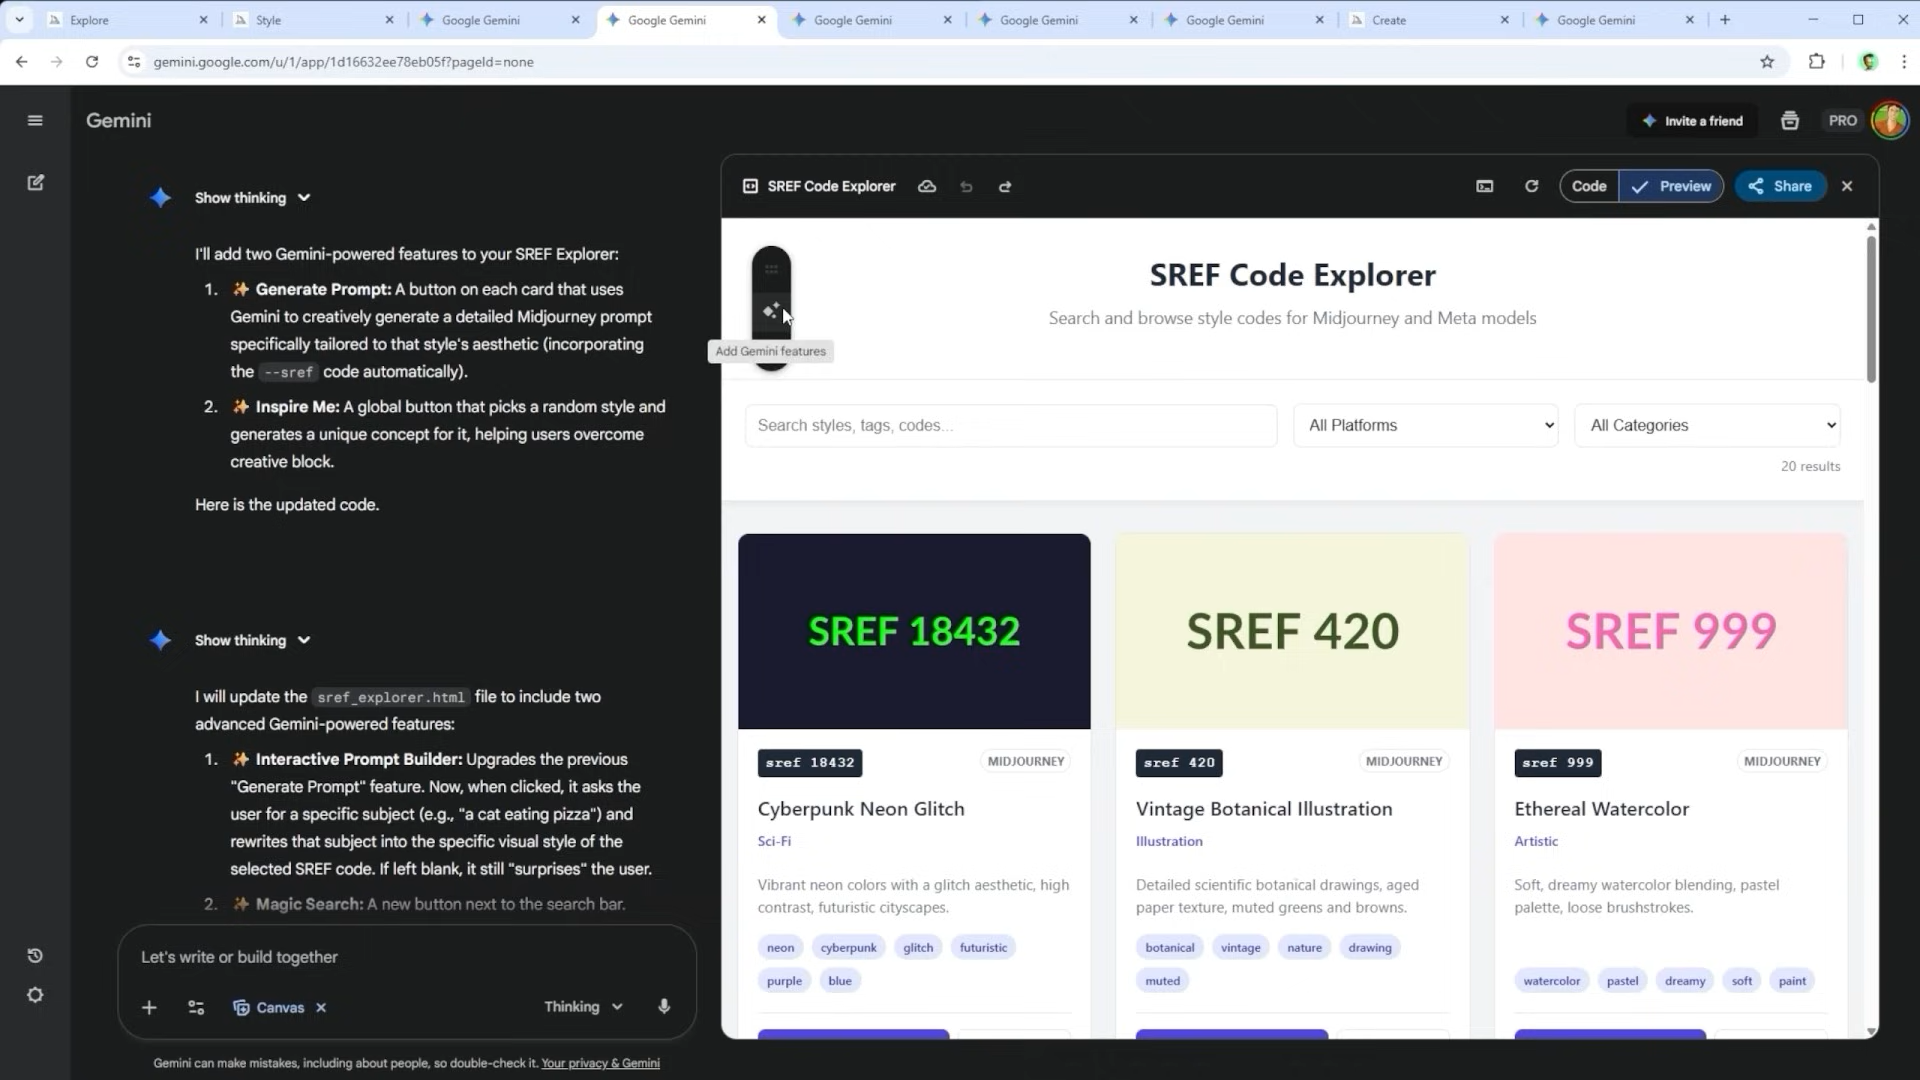 Explore
Style
Google Gemini
Google Gemini
Google Gemini
Google Gemini
Google Gemini
Create
Google Gemini
gemini.google.com/u/1/app/1d16632ee78eb05f?pageId=none
Gemini
Invite a friend
PRO
Show thinking
I'll add two Gemini-powered features to your SREF Explorer:
1. ✨ Generate Prompt: A button on each card that uses
Gemini to creatively generate a detailed Midjourney prompt
specifically tailored to that style's aesthetic (incorporating
the --sref code automatically).
2. ✨ Inspire Me: A global button that picks a random style and
generates a unique concept for it, helping users overcome
creative block.
Here is the updated code.
Show thinking
I will update the sref_explorer.html file to include two
advanced Gemini-powered features:
1. ✨ Interactive Prompt Builder: Upgrades the previous
"Generate Prompt" feature. Now, when clicked, it asks the
user for a specific subject (e.g., "a cat eating pizza") and
rewrites that subject into the specific visual style of the
selected SREF code. If left blank, it still "surprises" the user.
2. ✨ Magic Search: A new button next to the search bar.
Let's write or build together
Canvas
Thinking
Gemini can make mistakes, including about people, so double-check it. Your privacy & Gemini
SREF Code Explorer
Code
Preview
Share
Add Gemini features
SREF Code Explorer
Search and browse style codes for Midjourney and Meta models
Search styles, tags, codes...
All Platforms
All Categories
20 results
SREF 18432
sref 18432
MIDJOURNEY
Cyberpunk Neon Glitch
Sci-Fi
Vibrant neon colors with a glitch aesthetic, high
contrast, futuristic cityscapes.
neon cyberpunk glitch futuristic
purple blue
SREF 420
sref 420
MIDJOURNEY
Vintage Botanical Illustration
Illustration
Detailed scientific botanical drawings, aged
paper texture, muted greens and browns.
botanical vintage nature drawing
muted
SREF 999
sref 999
MIDJOURNEY
Ethereal Watercolor
Artistic
Soft, dreamy watercolor blending, pastel
palette, loose brushstrokes.
watercolor pastel dreamy soft paint